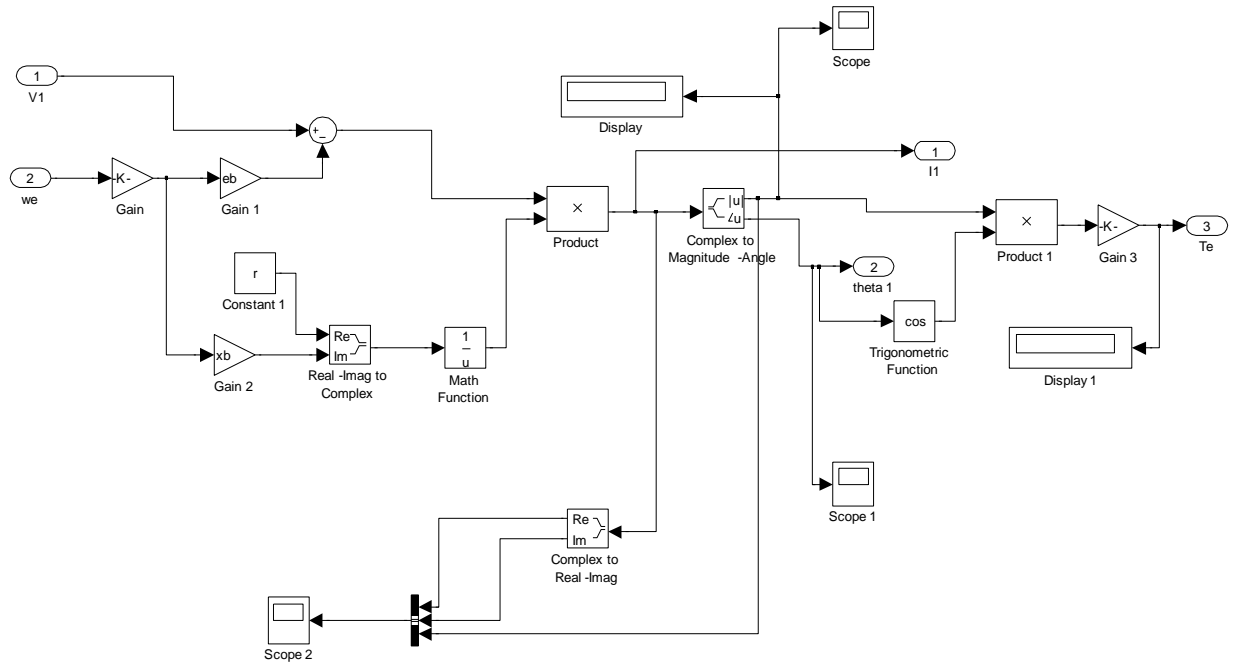 Scope
1
V1
Display
+
−
1
I1
2
we
-K-
Gain
eb
Gain 1
×
Product
|u|
∠u
Complex to
Magnitude -Angle
×
Product 1
-K-
Gain 3
3
Te
r
Constant 1
2
theta 1
xb
Gain 2
Re
Im
Real -Imag to
Complex
1
u
Math
Function
cos
Trigonometric
Function
Display 1
Scope 1
Re
Im
Complex to
Real -Imag
Scope 2